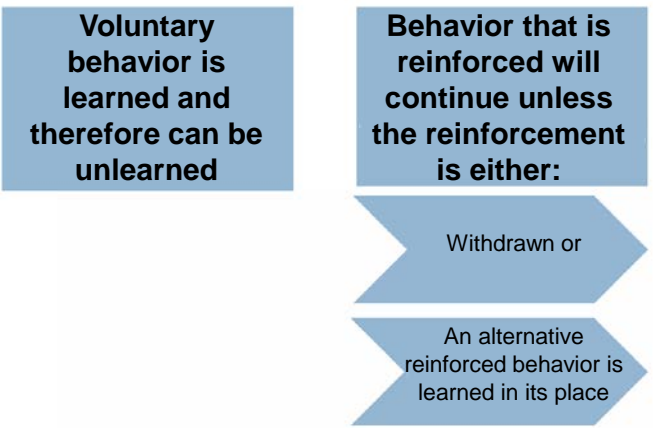 Voluntary
behavior is
learned and
therefore can be
unlearned
Behavior that is
reinforced will
continue unless
the reinforcement
is either:
Withdrawn or
An alternative
reinforced behavior is
learned in its place